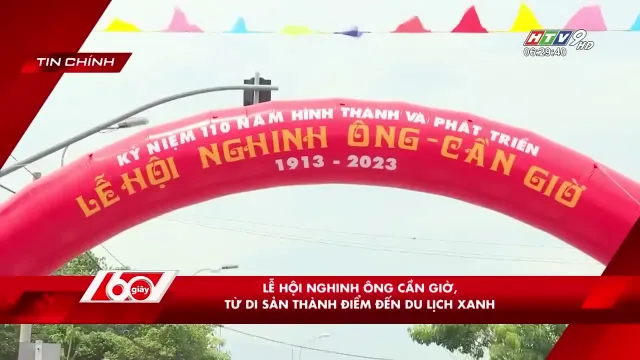 TIN CHÍNH
HTV9 HD
06:29:40
KỶ NIỆM 110 NĂM HÌNH THÀNH VÀ PHÁT TRIỂN
LỄ HỘI NGHINH ÔNG - CẦN GIỜ
1913 - 2023
60 giây
LỄ HỘI NGHINH ÔNG CẦN GIỜ,
TỪ DI SẢN THÀNH ĐIỂM ĐẾN DU LỊCH XANH